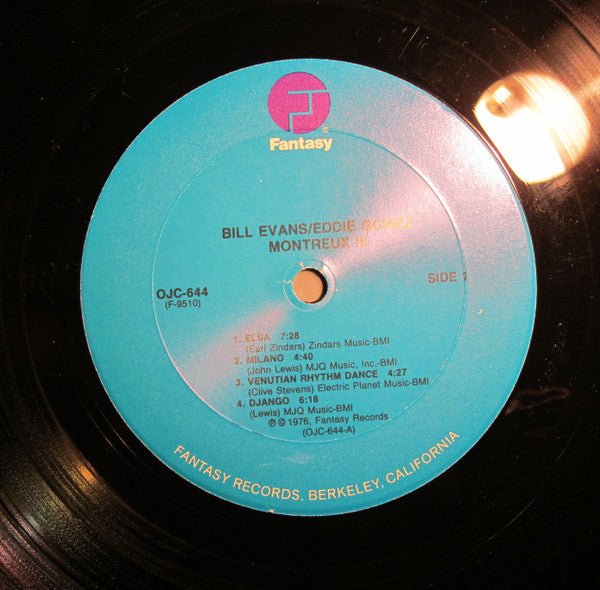 ®
Fantasy
BILL EVANS/EDDIE GOMEZ
MONTREUX III
OJC-644
(F-9510)
SIDE 1
1. ELSA 7:28
(Earl Zindars) Zindars Music-BMI
2. MILANO 4:40
(John Lewis) MJQ Music, Inc.-BMI
3. VENUTIAN RHYTHM DANCE 4:27
(Clive Stevens) Electric Planet Music-BMI
4. DJANGO 6:18
(Lewis) MJQ Music-BMI
℗ © 1976, Fantasy Records
(OJC-644-A)
FANTASY RECORDS, BERKELEY, CALIFORNIA